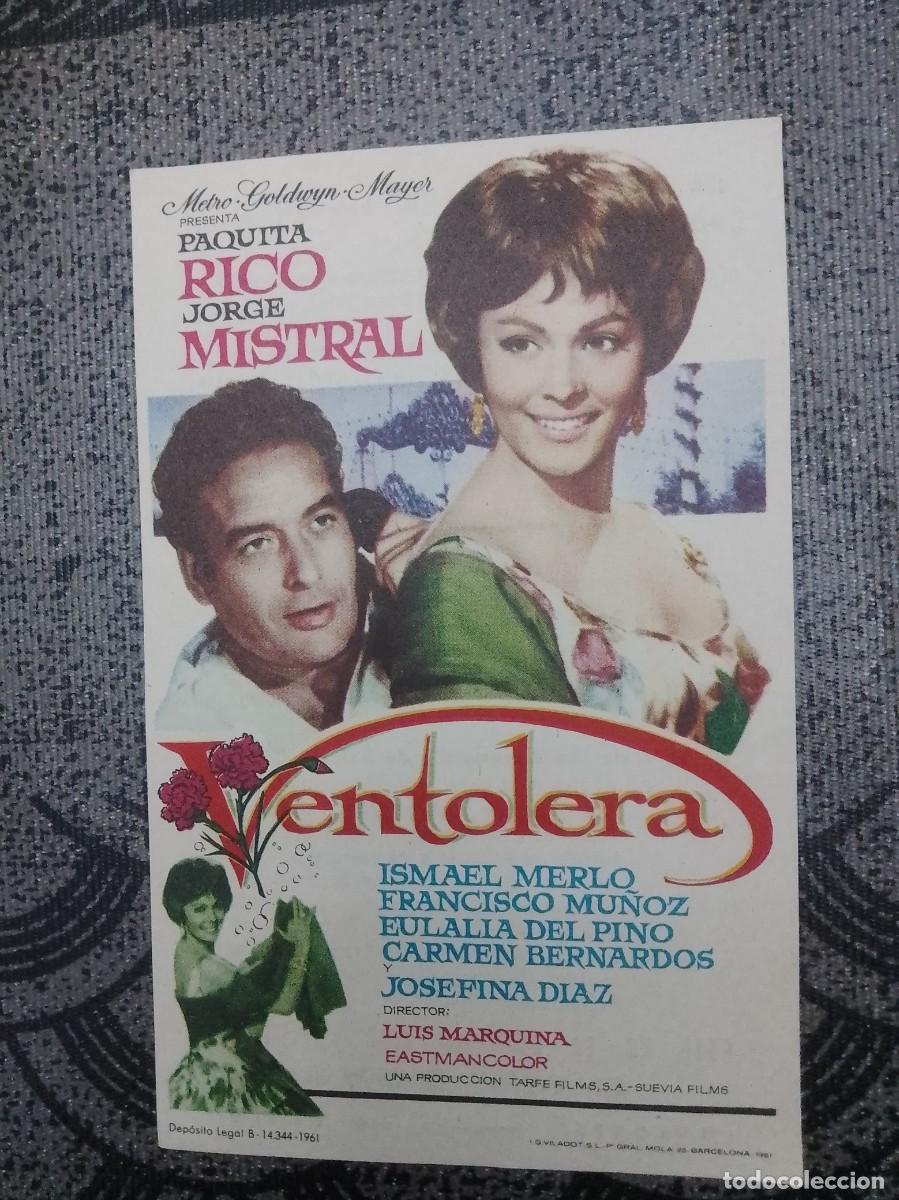 Metro-Goldwyn-Mayer
PRESENTA
PAQUITA
RICO
JORGE
MISTRAL
Ventolera
ISMAEL MERLO
FRANCISCO MUÑOZ
EULALIA DEL PINO
CARMEN BERNARDOS
Y
JOSEFINA DIAZ
DIRECTOR:
LUIS MARQUINA
EASTMANCOLOR
UNA PRODUCCION TARFE FILMS, S.A.-SUEVIA FILMS
Depósito Legal B-14.344-1961
I.G.VILADOT S.L.-Pº GRAL. MOLA 25. BARCELONA. 1961
todocoleccion